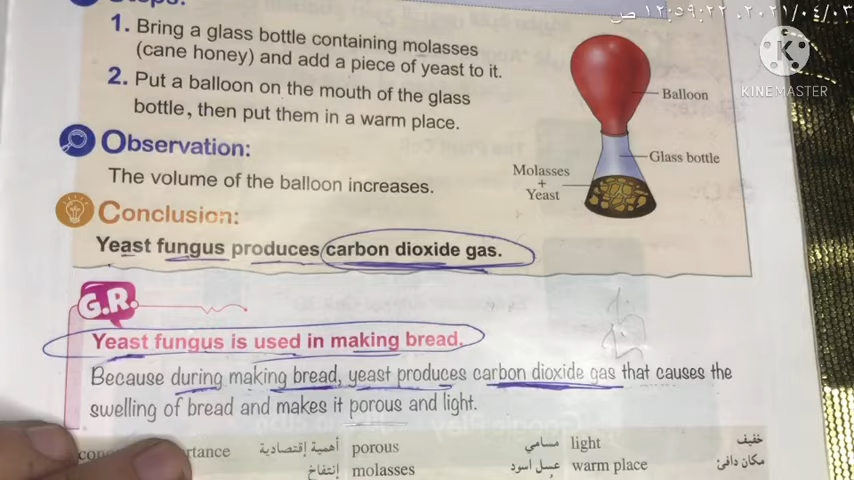 ٢٠٢١/٠٤/٠٣، ١٢:٥٩:٢٢ ص
KINEMASTER
Steps:
1. Bring a glass bottle containing molasses
(cane honey) and add a piece of yeast to it.
2. Put a balloon on the mouth of the glass
bottle, then put them in a warm place.
Balloon
Glass bottle
Molasses
+
Yeast
Observation:
The volume of the balloon increases.
Conclusion:
Yeast fungus produces carbon dioxide gas.
G.R.
Yeast fungus is used in making bread.
Because during making bread, yeast produces carbon dioxide gas that causes the
swelling of bread and makes it porous and light.
أهمية إقتصادية porous مسامي light خفيف
إنتفاخ molasses عسل أسود warm place مكان دافئ